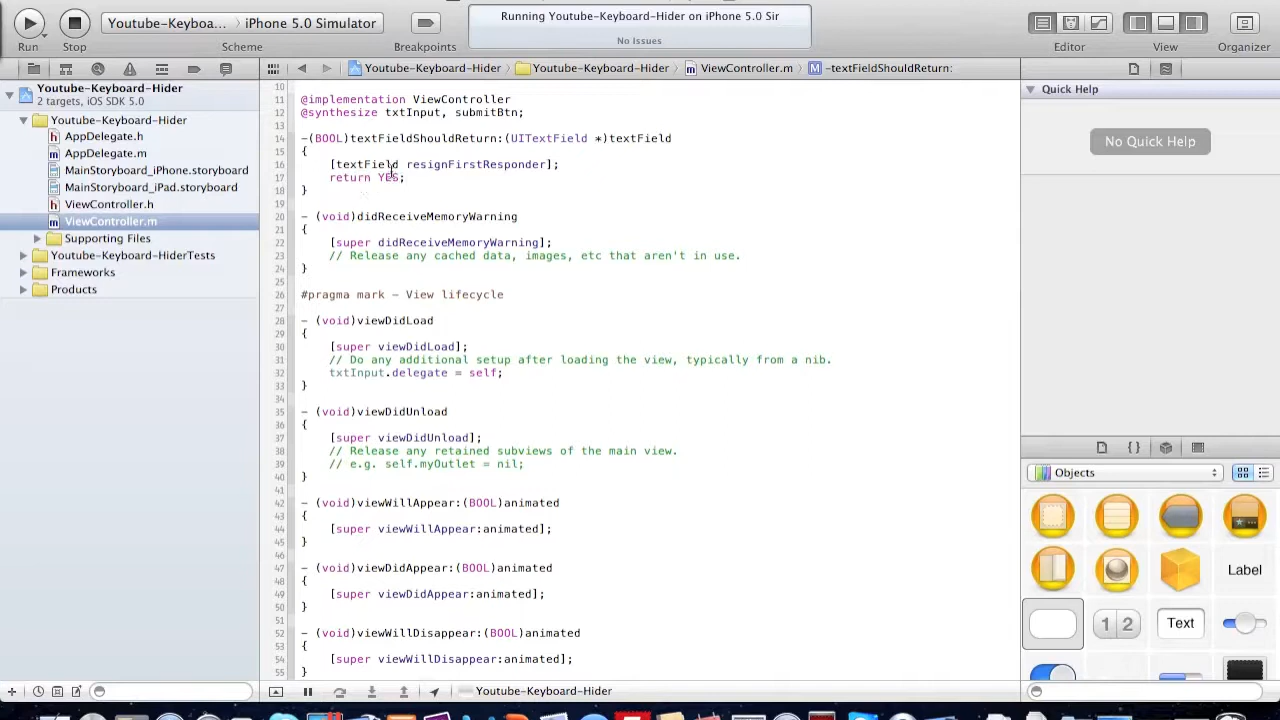 Youtube-Keyboa... iPhone 5.0 Simulator
Running Youtube-Keyboard-Hider on iPhone 5.0 Sir
No Issues
Run Stop Scheme Breakpoints Editor View Organizer
Youtube-Keyboard-Hider Youtube-Keyboard-Hider ViewController.m -textFieldShouldReturn:
Youtube-Keyboard-Hider
2 targets, iOS SDK 5.0
Youtube-Keyboard-Hider
AppDelegate.h
AppDelegate.m
MainStoryboard_iPhone.storyboard
MainStoryboard_iPad.storyboard
ViewController.h
ViewController.m
Supporting Files
Youtube-Keyboard-HiderTests
Frameworks
Products
10
11 @implementation ViewController
12 @synthesize txtInput, submitBtn;
13
14 -(BOOL)textFieldShouldReturn:(UITextField *)textField
15 {
16 [textField resignFirstResponder];
17 return YES;
18 }
19
20 - (void)didReceiveMemoryWarning
21 {
22 [super didReceiveMemoryWarning];
23 // Release any cached data, images, etc that aren't in use.
24 }
25
26 #pragma mark - View lifecycle
27
28 - (void)viewDidLoad
29 {
30 [super viewDidLoad];
31 // Do any additional setup after loading the view, typically from a nib.
32 txtInput.delegate = self;
33 }
34
35 - (void)viewDidUnload
36 {
37 [super viewDidUnload];
38 // Release any retained subviews of the main view.
39 // e.g. self.myOutlet = nil;
40 }
41
42 - (void)viewWillAppear:(BOOL)animated
43 {
44 [super viewWillAppear:animated];
45 }
46
47 - (void)viewDidAppear:(BOOL)animated
48 {
49 [super viewDidAppear:animated];
50 }
51
52 - (void)viewWillDisappear:(BOOL)animated
53 {
54 [super viewWillDisappear:animated];
55 }
Youtube-Keyboard-Hider
Quick Help
No Quick Help
{ }
Objects
Label
1 2 Text